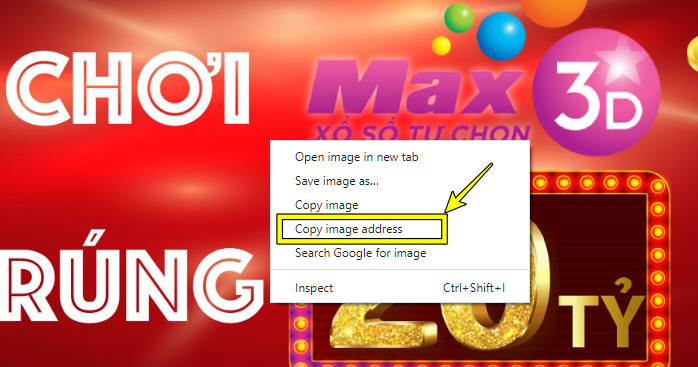 CHƠI
Max
3D
XỔ SỐ TỰ CHỌN
Open image in new tab
Save image as...
Copy image
Copy image address
Search Google for image
Inspect Ctrl+Shift+I
RÚNG
20 TỶ